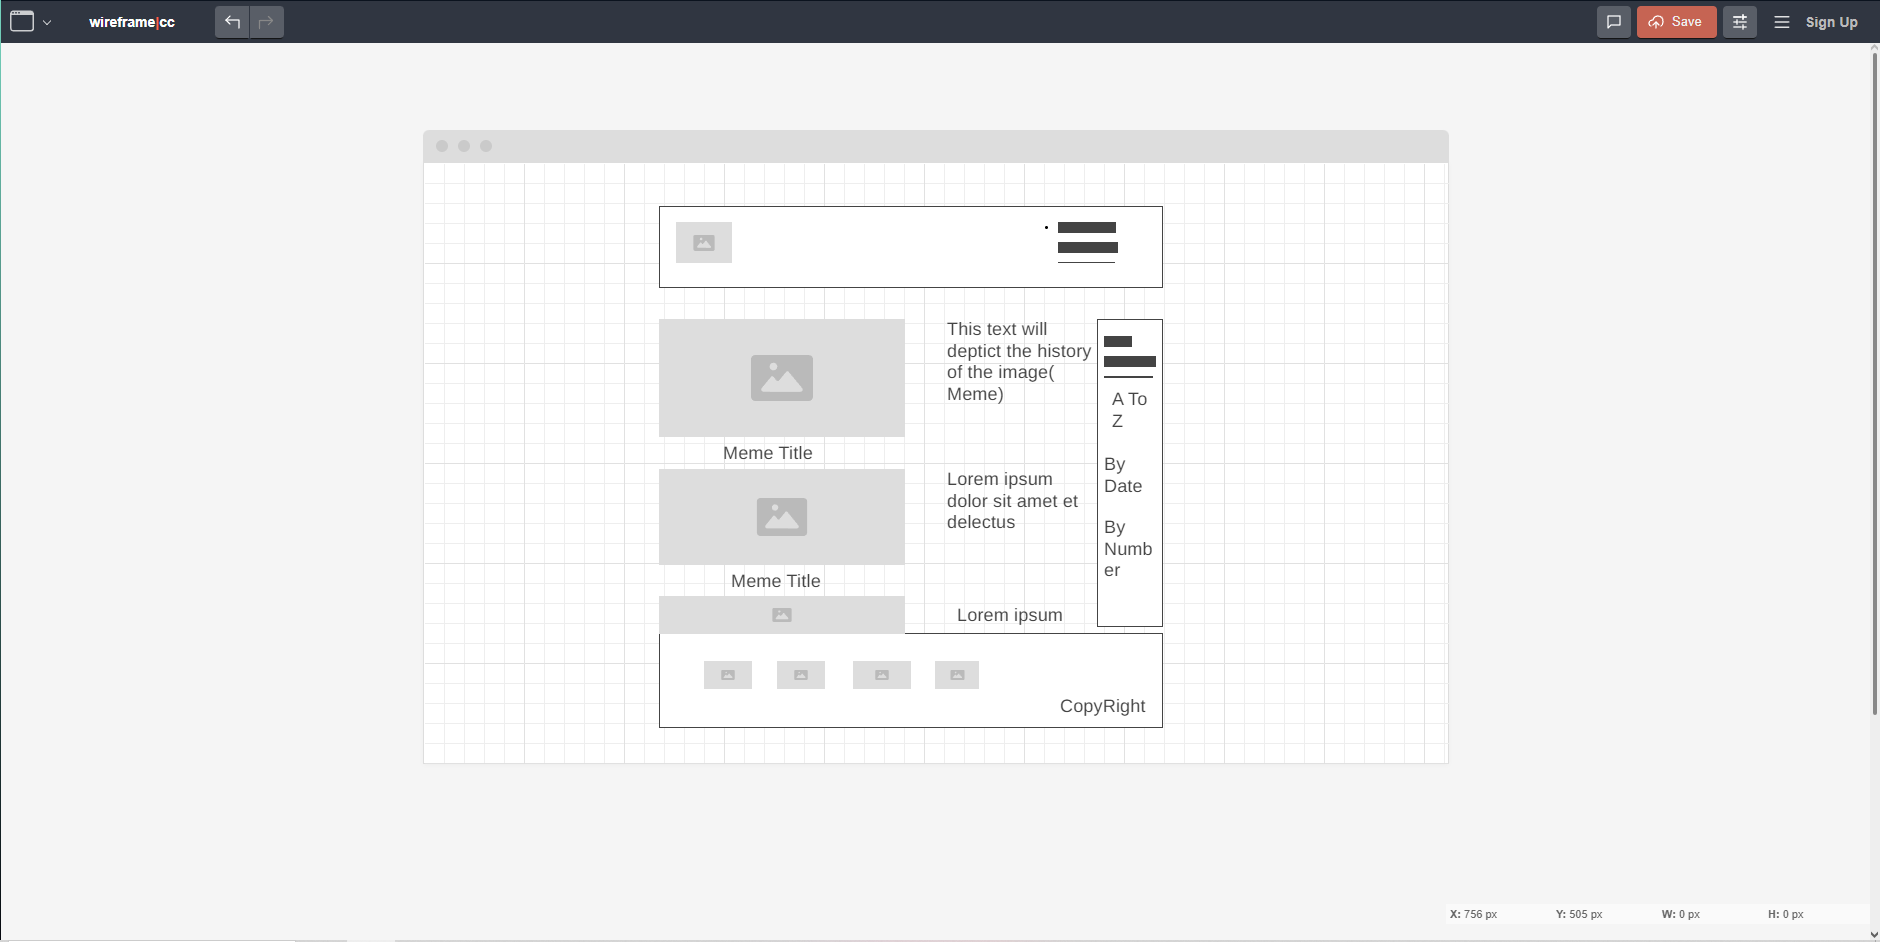 wireframe|cc
Save
Sign Up
This text will
deptict the history
of the image(
Meme)
A To
Z
Meme Title
By
Date
Lorem ipsum
dolor sit amet et
delectus
By
Numb
er
Meme Title
Lorem ipsum
CopyRight
X: 756 px Y: 505 px W: 0 px H: 0 px